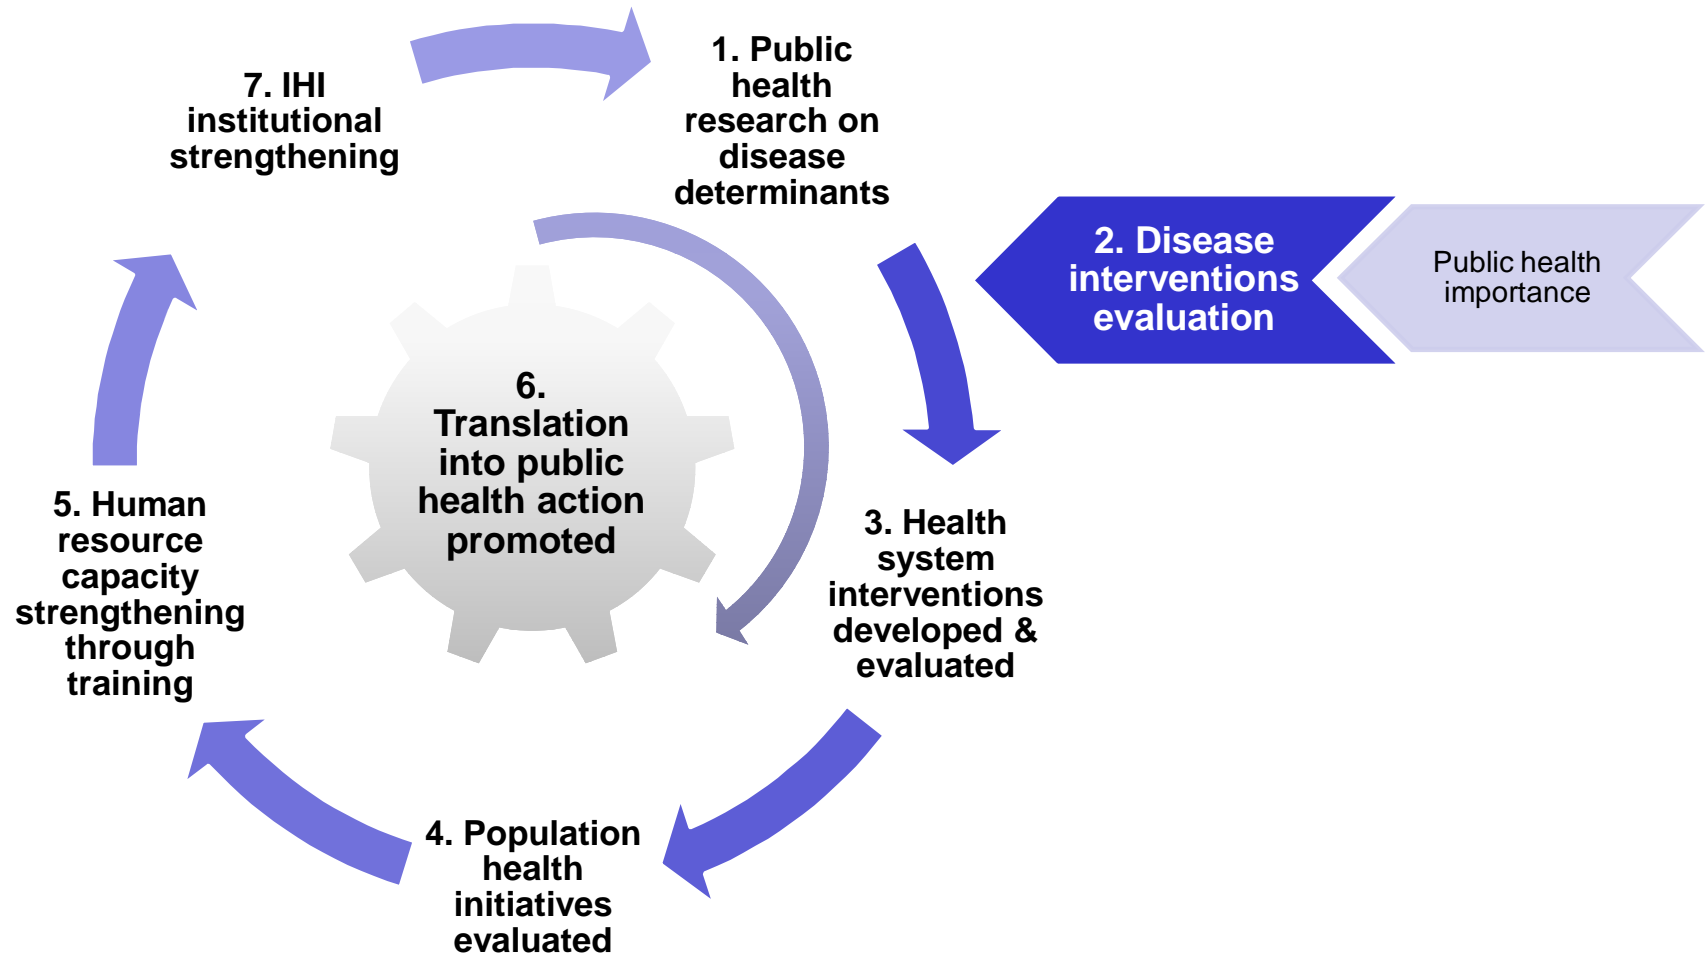 1. Public
health
research on
disease
determinants
2. Disease
interventions
evaluation
Public health
importance
3. Health
system
interventions
developed &
evaluated
4. Population
health
initiatives
evaluated
5. Human
resource
capacity
strengthening
through
training
6.
Translation
into public
health action
promoted
7. IHI
institutional
strengthening